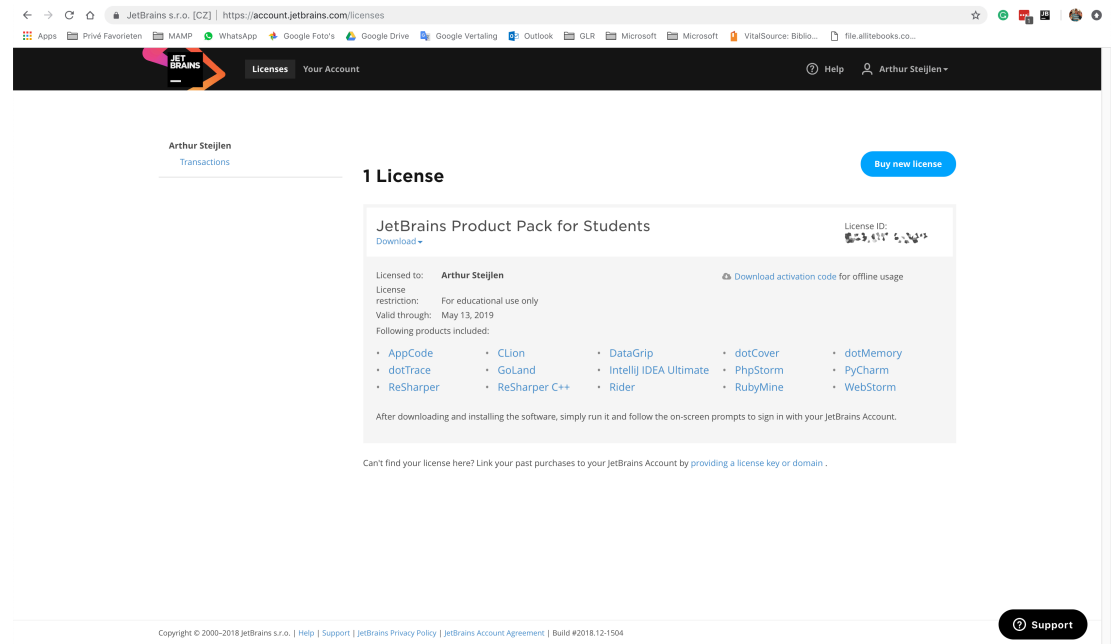 JetBrains s.r.o. [CZ] | https://account.jetbrains.com/licenses
Apps Privé Favorieten MAMP WhatsApp Google Foto's Google Drive Google Vertaling Outlook GLR Microsoft Microsoft VitalSource: Biblio... file.allitebooks.co...
JET
BRAINS
Licenses Your Account Help Arthur Steijlen
Arthur Steijlen
Transactions
Buy new license
1 License
JetBrains Product Pack for Students
License ID:
Download
Licensed to: Arthur Steijlen
Download activation code for offline usage
License
restriction: For educational use only
Valid through: May 13, 2019
Following products included:
• AppCode • CLion • DataGrip • dotCover • dotMemory
• dotTrace • GoLand • IntelliJ IDEA Ultimate • PhpStorm • PyCharm
• ReSharper • ReSharper C++ • Rider • RubyMine • WebStorm
After downloading and installing the software, simply run it and follow the on-screen prompts to sign in with your JetBrains Account.
Can't find your license here? Link your past purchases to your JetBrains Account by providing a license key or domain .
Support
Copyright © 2000–2018 JetBrains s.r.o. | Help | Support | JetBrains Privacy Policy | JetBrains Account Agreement | Build #2018.12-1504